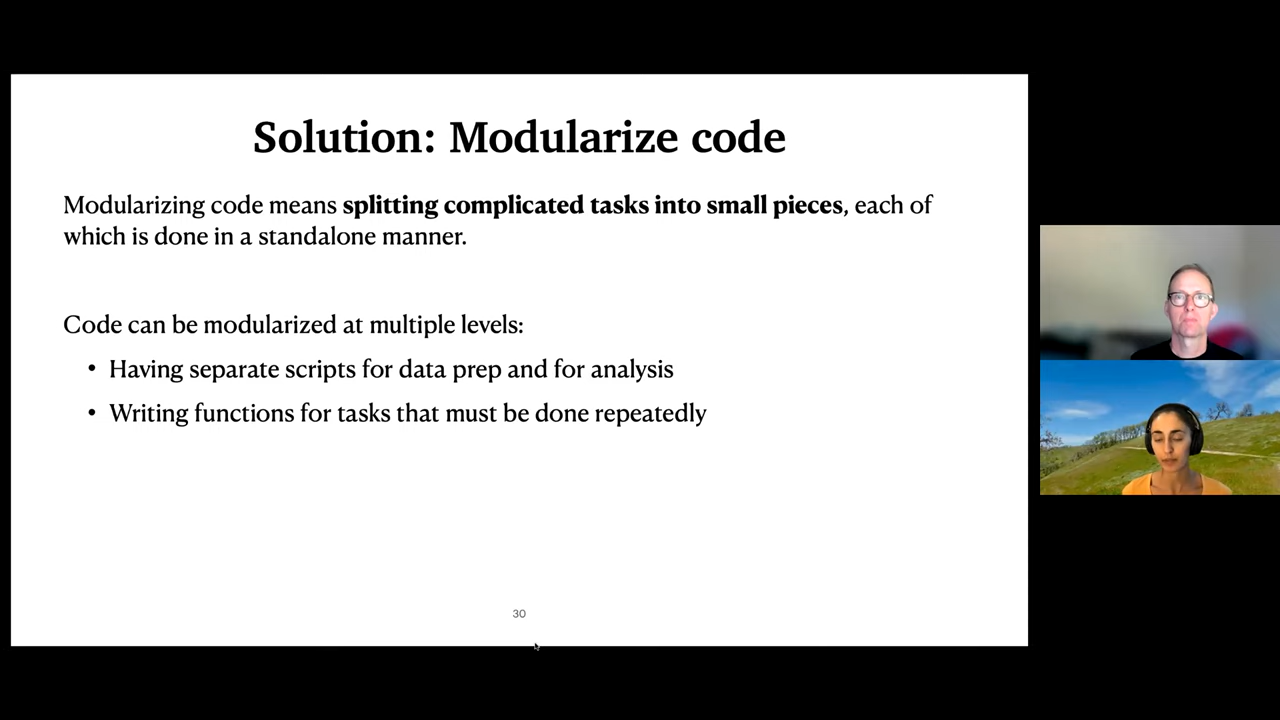 Solution: Modularize code
Modularizing code means splitting complicated tasks into small pieces, each of
which is done in a standalone manner.
Code can be modularized at multiple levels:
• Having separate scripts for data prep and for analysis
• Writing functions for tasks that must be done repeatedly
30